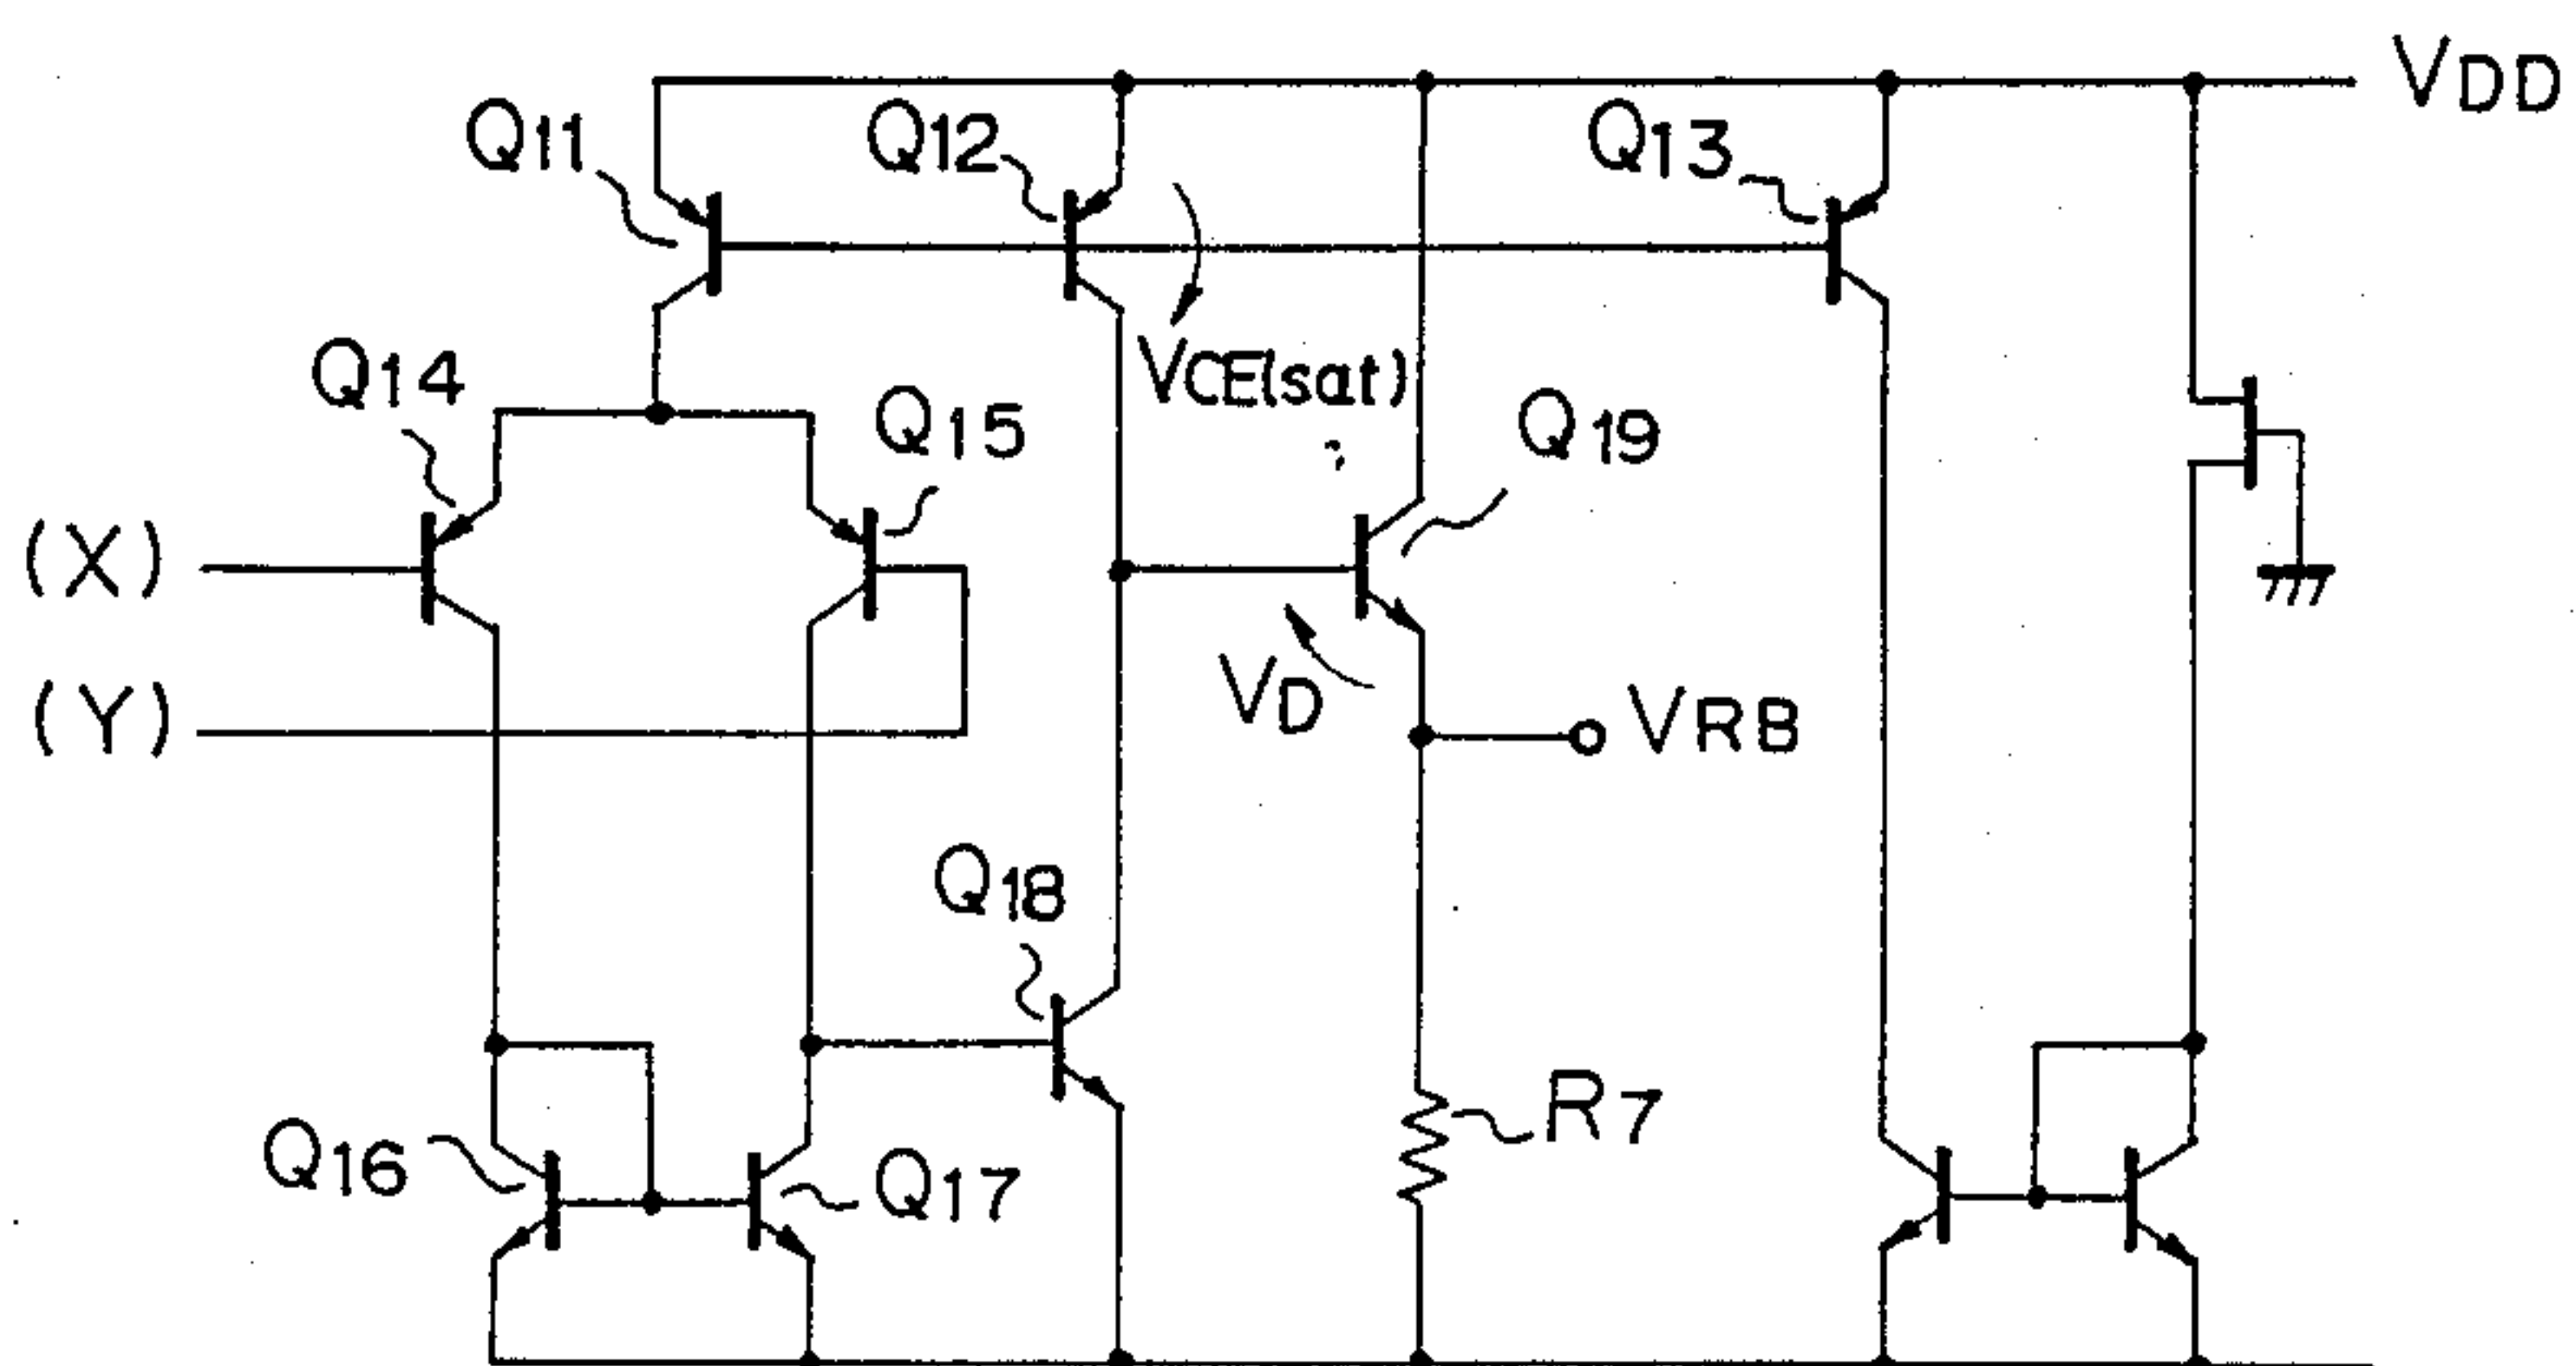 VDD
Q11
Q12
Q13
VCE(sat)
Q14
Q15
Q19
(X)
(Y)
VD
VRB
Q18
R7
Q16
Q17